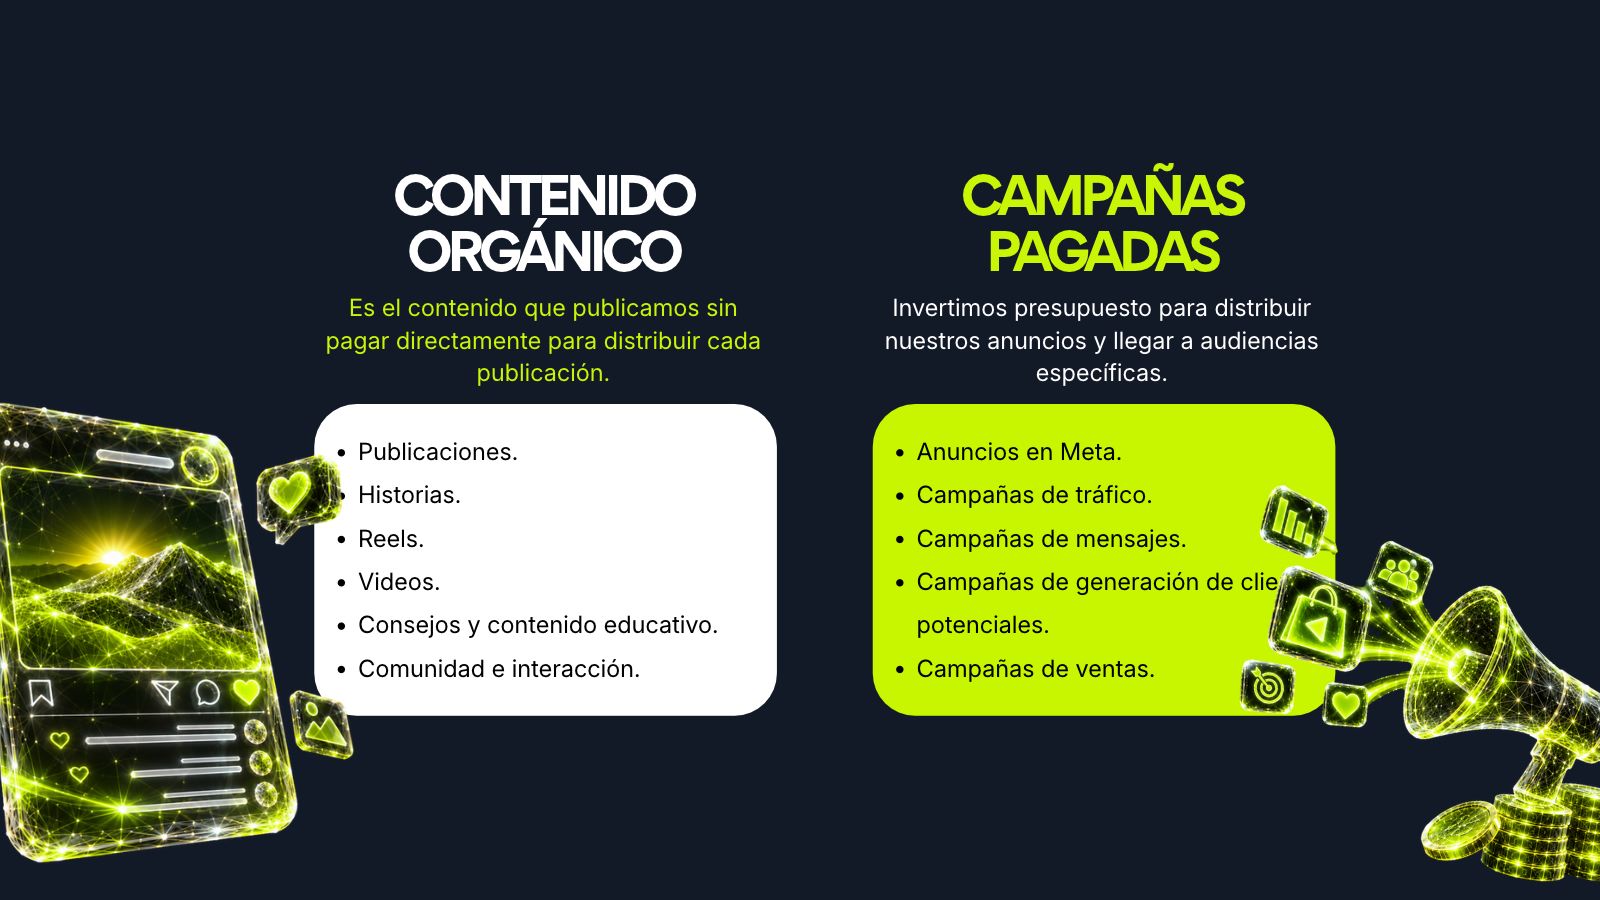 CONTENIDO
ORGÁNICO
Es el contenido que publicamos sin
pagar directamente para distribuir cada
publicación.
• Publicaciones.
• Historias.
• Reels.
• Videos.
• Consejos y contenido educativo.
• Comunidad e interacción.
CAMPAÑAS
PAGADAS
Invertimos presupuesto para distribuir
nuestros anuncios y llegar a audiencias
específicas.
• Anuncios en Meta.
• Campañas de tráfico.
• Campañas de mensajes.
• Campañas de generación de
potenciales.
• Campañas de ventas.